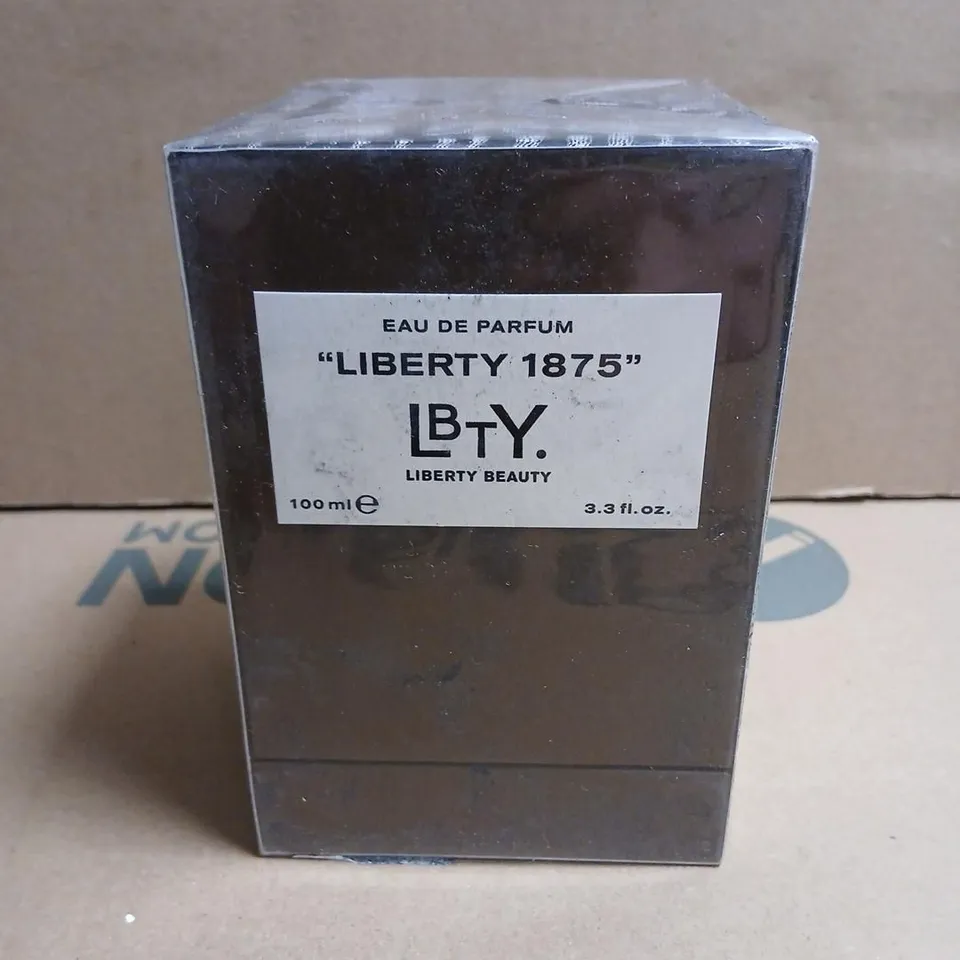 EAU DE PARFUM
“LIBERTY 1875”
LBTY.
LIBERTY BEAUTY
100 ml ℮
3.3 fl.oz.